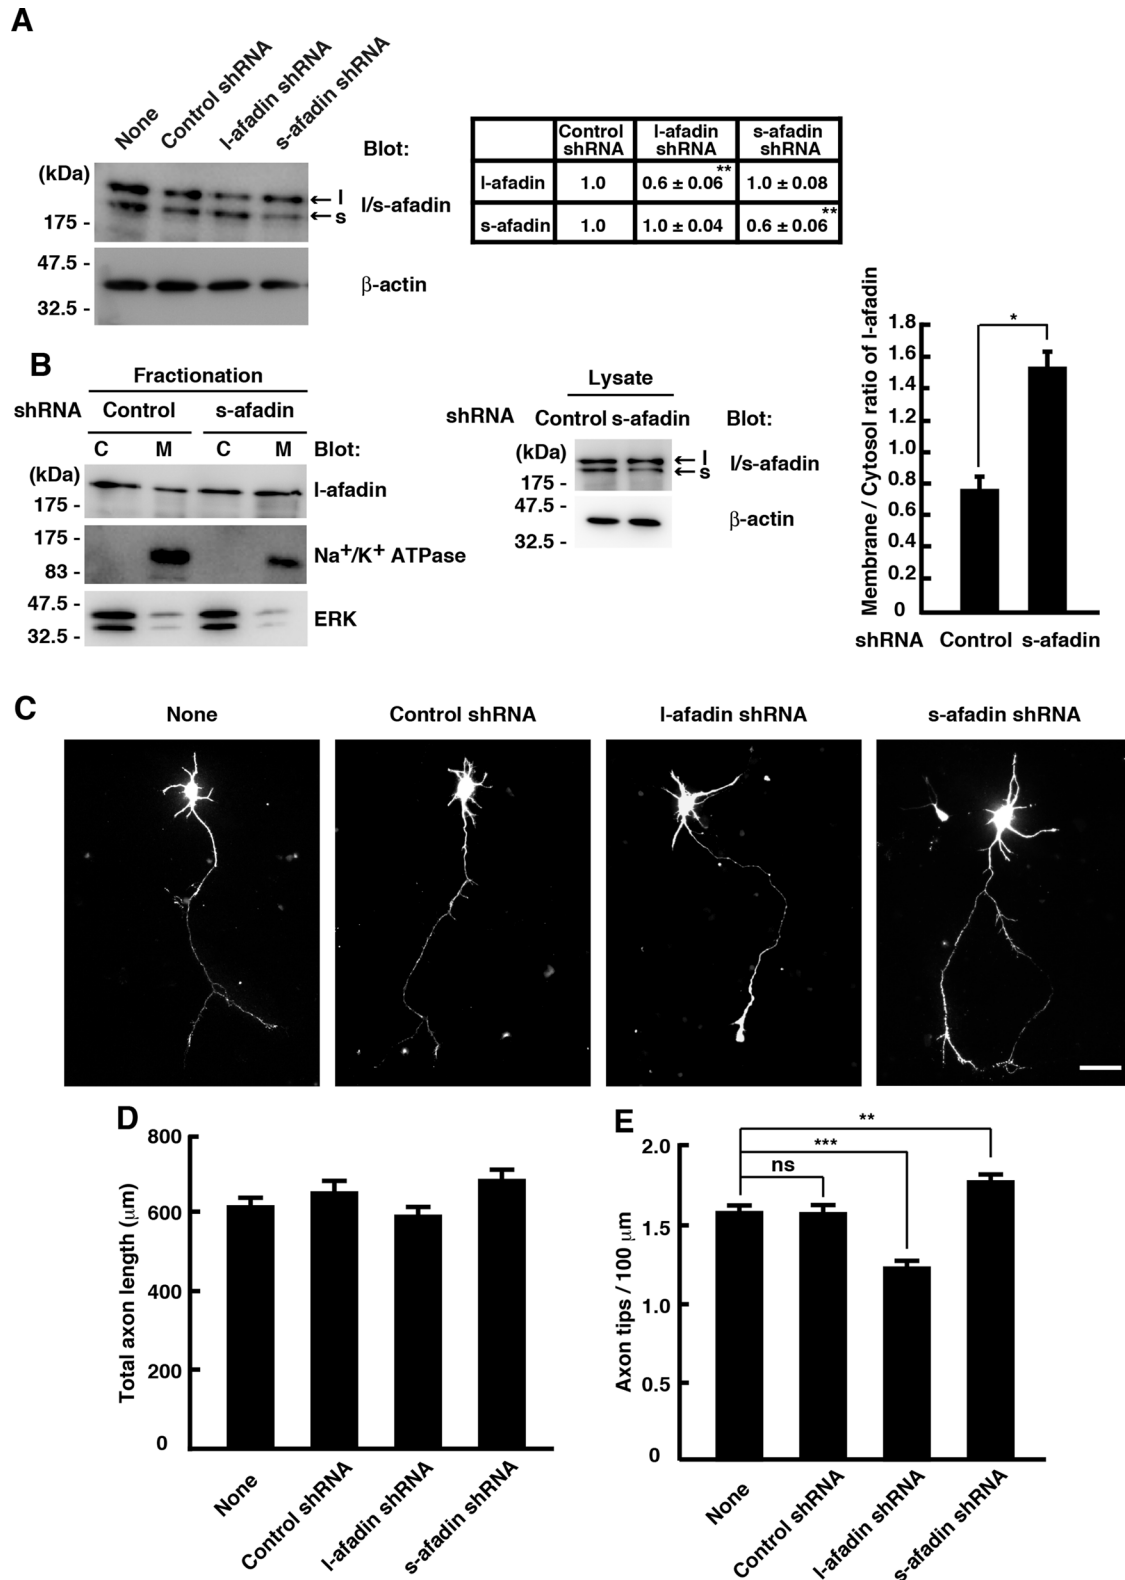 A
None
Control shRNA
l-afadin shRNA
s-afadin shRNA
Blot:
(kDa)
175 -
← l
← s
l/s-afadin
47.5 -
32.5 -
β-actin
Control shRNA
l-afadin shRNA
s-afadin shRNA
l-afadin 1.0 0.6 ± 0.06** 1.0 ± 0.08
s-afadin 1.0 1.0 ± 0.04 0.6 ± 0.06**
B
Fractionation
shRNA Control s-afadin
C M C M Blot:
(kDa)
175 -
l-afadin
175 -
83 -
Na+/K+ ATPase
47.5 -
32.5 -
ERK
Lysate
shRNA Control s-afadin Blot:
(kDa)
175 -
← l
← s
l/s-afadin
47.5 -
32.5 -
β-actin
Membrane / Cytosol ratio of l-afadin
1.8
1.6
1.4
1.2
1.0
0.8
0.6
0.4
0.2
0
*
shRNA Control s-afadin
C
None
Control shRNA
l-afadin shRNA
s-afadin shRNA
D
Total axon length (μm)
800
600
400
200
0
None
Control shRNA
l-afadin shRNA
s-afadin shRNA
E
Axon tips / 100 μm
2.0
1.5
1.0
0.5
0
**
***
ns
None
Control shRNA
l-afadin shRNA
s-afadin shRNA